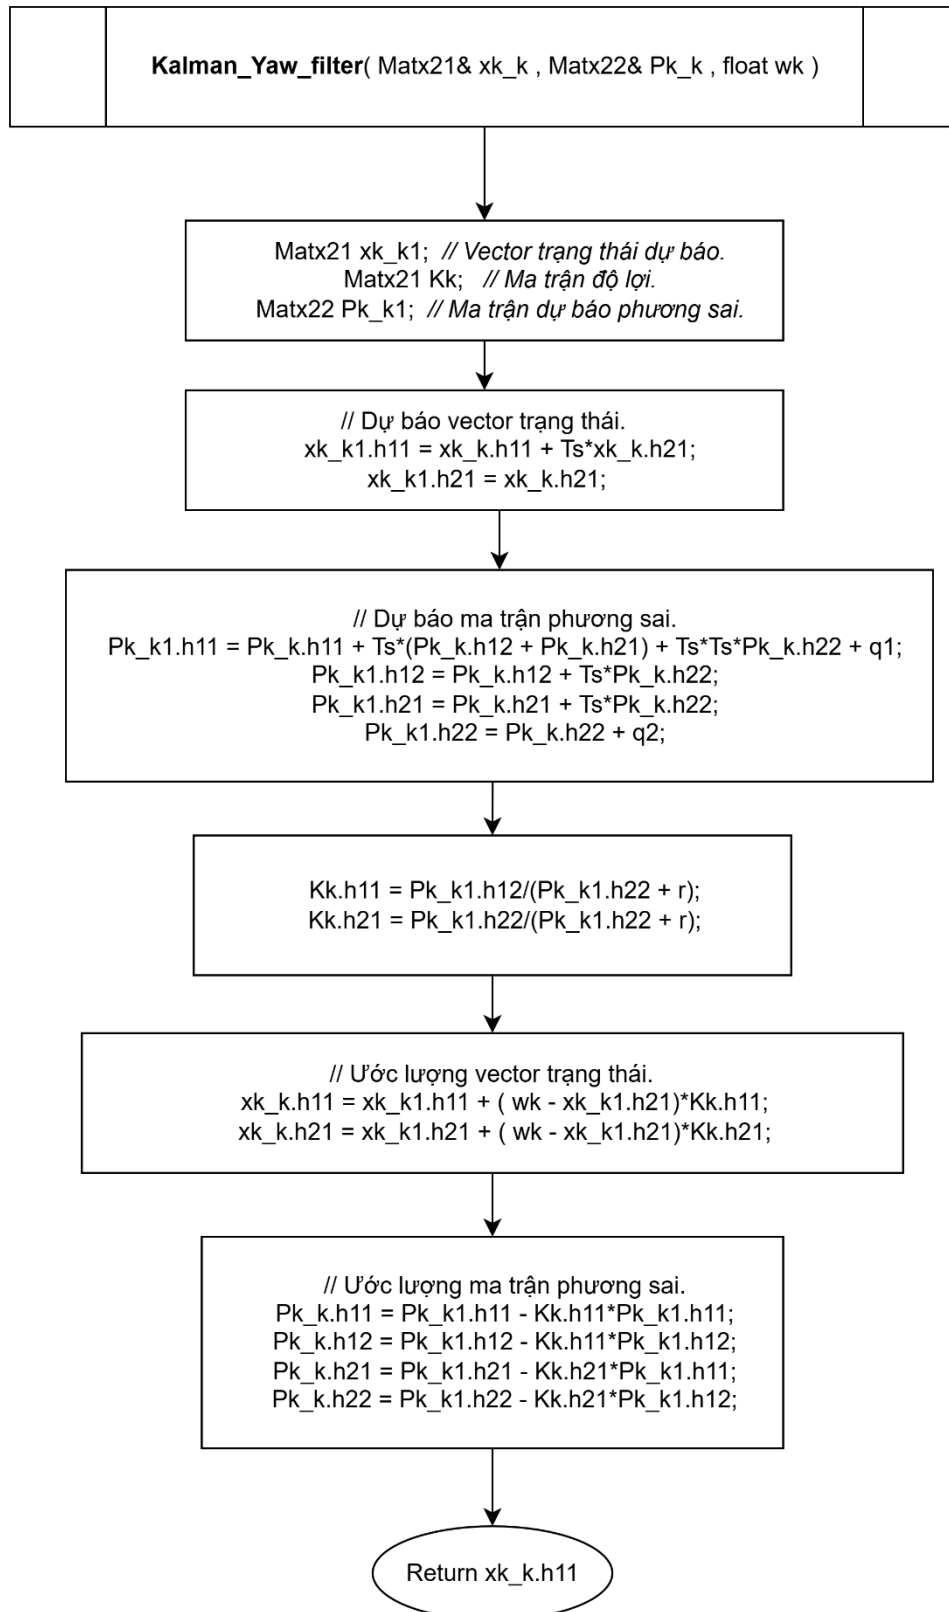 Kalman_Yaw_filter( Matx21& xk_k , Matx22& Pk_k , float wk )
Matx21 xk_k1; // Vector trạng thái dự báo.
Matx21 Kk; // Ma trận độ lợi.
Matx22 Pk_k1; // Ma trận dự báo phương sai.
// Dự báo vector trạng thái.
xk_k1.h11 = xk_k.h11 + Ts*xk_k.h21;
xk_k1.h21 = xk_k.h21;
// Dự báo ma trận phương sai.
Pk_k1.h11 = Pk_k.h11 + Ts*(Pk_k.h12 + Pk_k.h21) + Ts*Ts*Pk_k.h22 + q1;
Pk_k1.h12 = Pk_k.h12 + Ts*Pk_k.h22;
Pk_k1.h21 = Pk_k.h21 + Ts*Pk_k.h22;
Pk_k1.h22 = Pk_k.h22 + q2;
Kk.h11 = Pk_k1.h12/(Pk_k1.h22 + r);
Kk.h21 = Pk_k1.h22/(Pk_k1.h22 + r);
// Ước lượng vector trạng thái.
xk_k.h11 = xk_k1.h11 + ( wk - xk_k1.h21)*Kk.h11;
xk_k.h21 = xk_k1.h21 + ( wk - xk_k1.h21)*Kk.h21;
// Ước lượng ma trận phương sai.
Pk_k.h11 = Pk_k1.h11 - Kk.h11*Pk_k1.h11;
Pk_k.h12 = Pk_k1.h12 - Kk.h11*Pk_k1.h12;
Pk_k.h21 = Pk_k1.h21 - Kk.h21*Pk_k1.h11;
Pk_k.h22 = Pk_k1.h22 - Kk.h21*Pk_k1.h12;
Return xk_k.h11